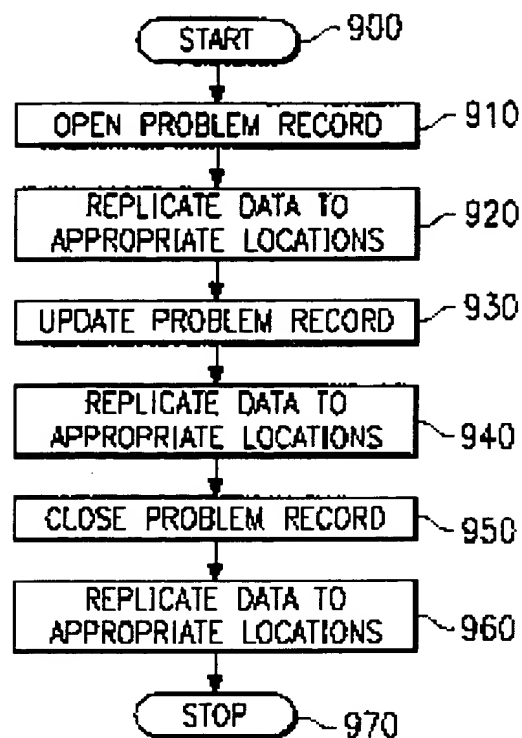 START 900
OPEN PROBLEM RECORD 910
REPLICATE DATA TO
APPROPRIATE LOCATIONS 920
UPDATE PROBLEM RECORD 930
REPLICATE DATA TO
APPROPRIATE LOCATIONS 940
CLOSE PROBLEM RECORD 950
REPLICATE DATA TO
APPROPRIATE LOCATIONS 960
STOP 970